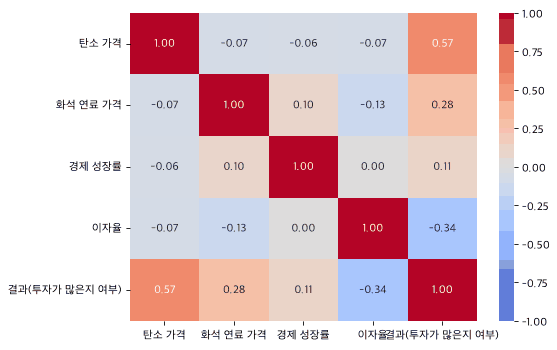 탄소 가격 1.00 -0.07 -0.06 -0.07 0.57
화석 연료 가격 -0.07 1.00 0.10 -0.13 0.28
경제 성장률 -0.06 0.10 1.00 0.00 0.11
이자율 -0.07 -0.13 0.00 1.00 -0.34
결과(투자가 많은지 여부) 0.57 0.28 0.11 -0.34 1.00
탄소 가격 화석 연료 가격 경제 성장률 이자율 결과(투자가 많은지 여부)
1.00
0.75
0.50
0.25
0.00
-0.25
-0.50
-0.75
-1.00